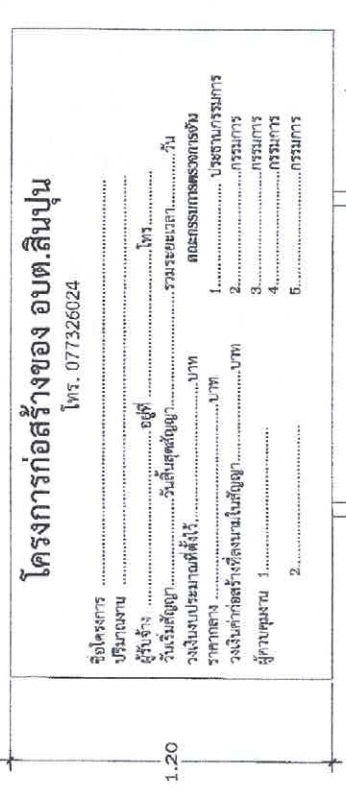 โครงการก่อสร้างของ อบต.สินปุน
โทร. 077326024
ชื่อโครงการ ................................................................
ปริมาณงาน ................................................................
ผู้รับจ้าง ........................อยู่ที่ ........................โทร................
วันเริ่มสัญญา........................วันสิ้นสุดสัญญา........................รวมระยะเวลา............วัน
วงเงินงบประมาณที่ตั้งไว้........................บาท
ราคากลาง ........................บาท
วงเงินค่าก่อสร้างที่ลงนามในสัญญา........................บาท
ผู้ควบคุมงาน 1................................
2................................
คณะกรรมการตรวจการจ้าง
1.................... ประธานกรรมการ
2........................กรรมการ
3........................กรรมการ
4........................กรรมการ
5........................กรรมการ
1.20